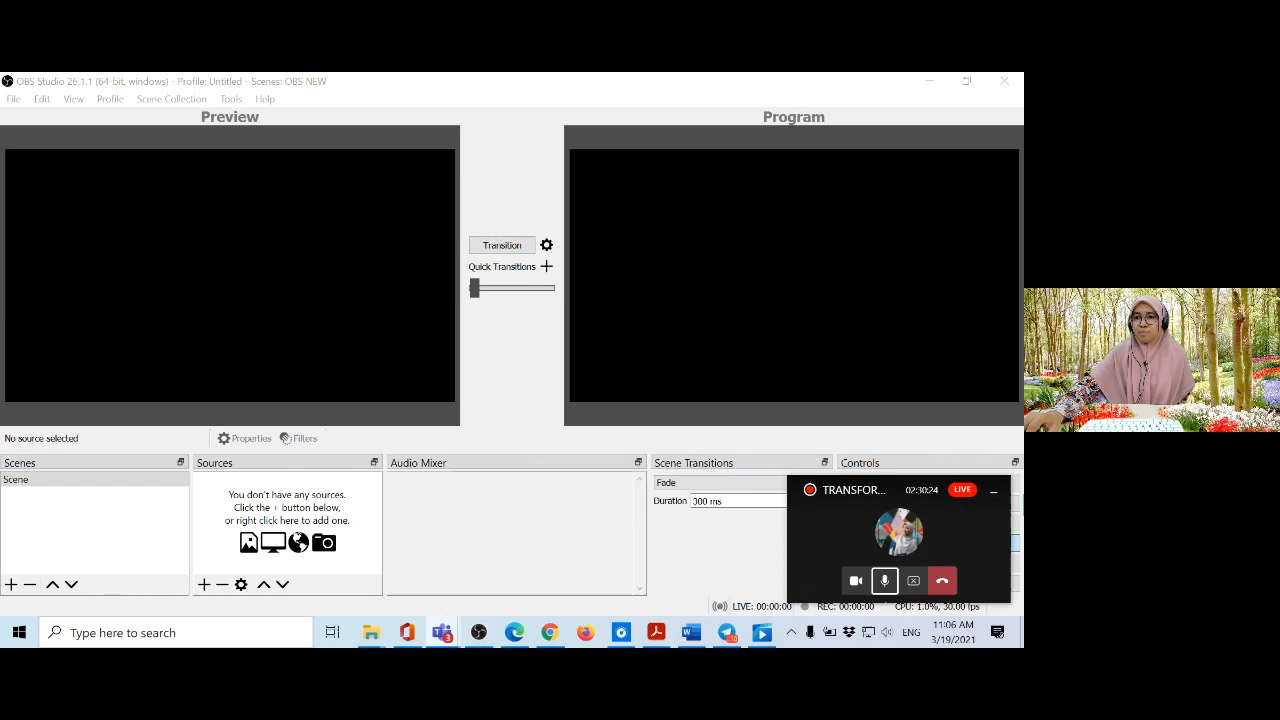 OBS Studio 26.1.1 (64-bit, windows) - Profile: Untitled - Scenes: OBS NEW
File Edit View Profile Scene Collection Tools Help
Preview
Program
Transition
Quick Transitions
No source selected
Properties
Filters
Scenes
Sources
Audio Mixer
Scene Transitions
Controls
Scene
You don't have any sources.
Click the + button below,
or right click here to add one.
Fade
Duration 300 ms
TRANSFOR... 02:30:24 LIVE
LIVE: 00:00:00 REC: 00:00:00 CPU: 1.0%, 30.00 fps
Type here to search
3
10
ENG
11:06 AM
3/19/2021